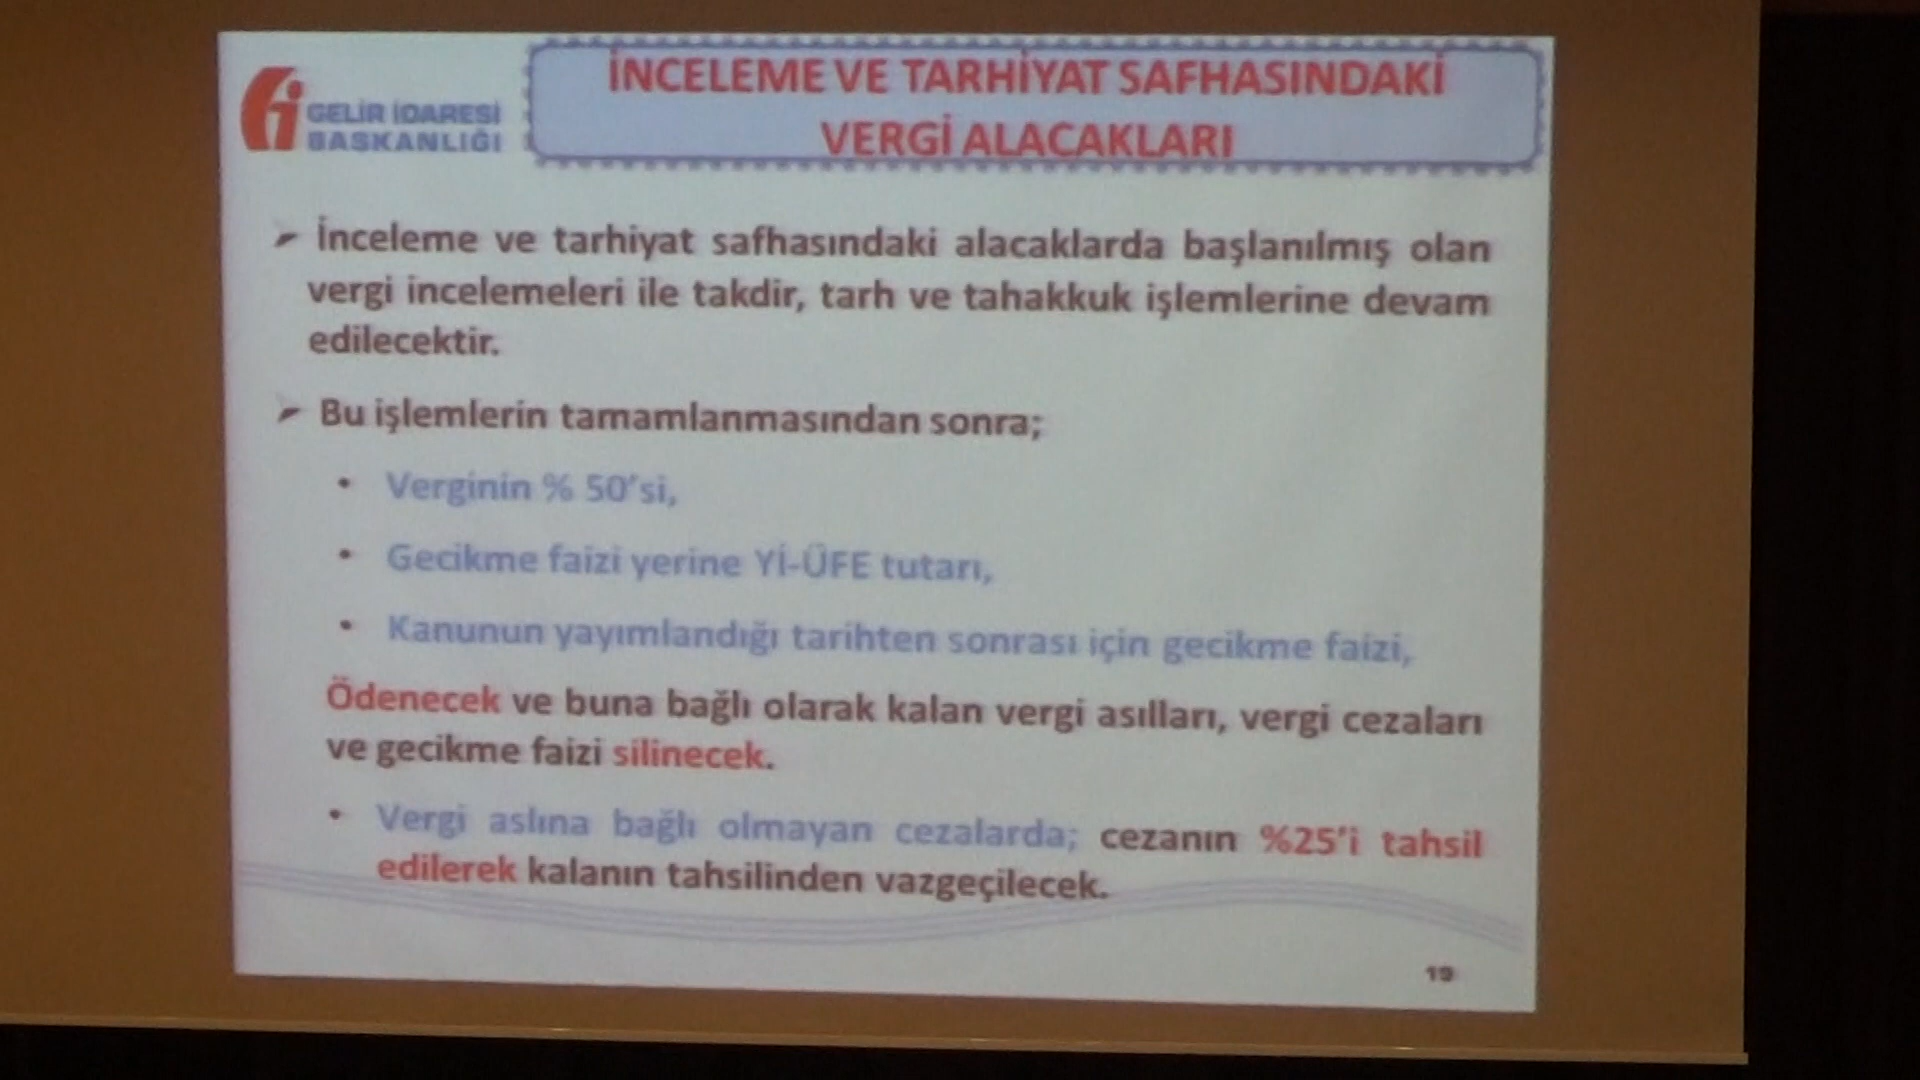 GELİR İDARESİ
BAŞKANLIĞI
İNCELEME VE TARHİYAT SAFHASINDAKİ
VERGİ ALACAKLARI
➤ İnceleme ve tarhiyat safhasındaki alacaklarda başlanılmış olan
vergi incelemeleri ile takdir, tarh ve tahakkuk işlemlerine devam
edilecektir.
➤ Bu işlemlerin tamamlanmasından sonra;
• Verginin % 50'si,
• Gecikme faizi yerine Yİ-ÜFE tutarı,
• Kanunun yayımlandığı tarihten sonrası için gecikme faizi,
Ödenecek ve buna bağlı olarak kalan vergi asılları, vergi cezaları
ve gecikme faizi silinecek.
• Vergi aslına bağlı olmayan cezalarda; cezanın %25'i tahsil
edilerek kalanın tahsilinden vazgeçilecek.
19